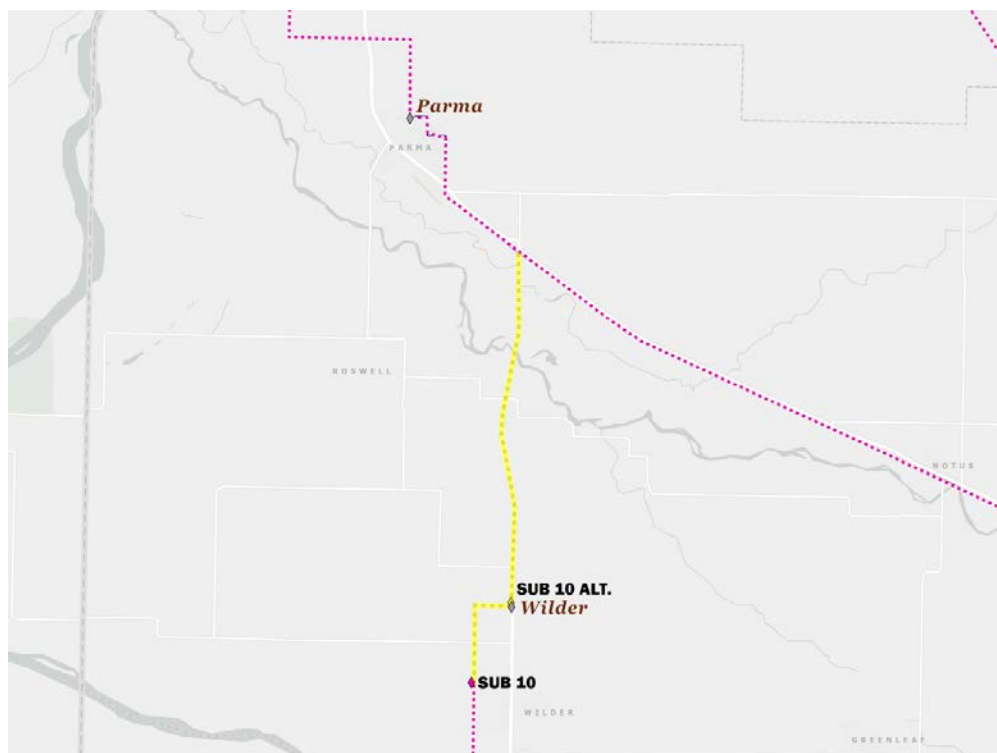 Parma
PARMA
ROSWELL
NOTUS
SUB 10 ALT.
Wilder
SUB 10
WILDER
GREENLEAF